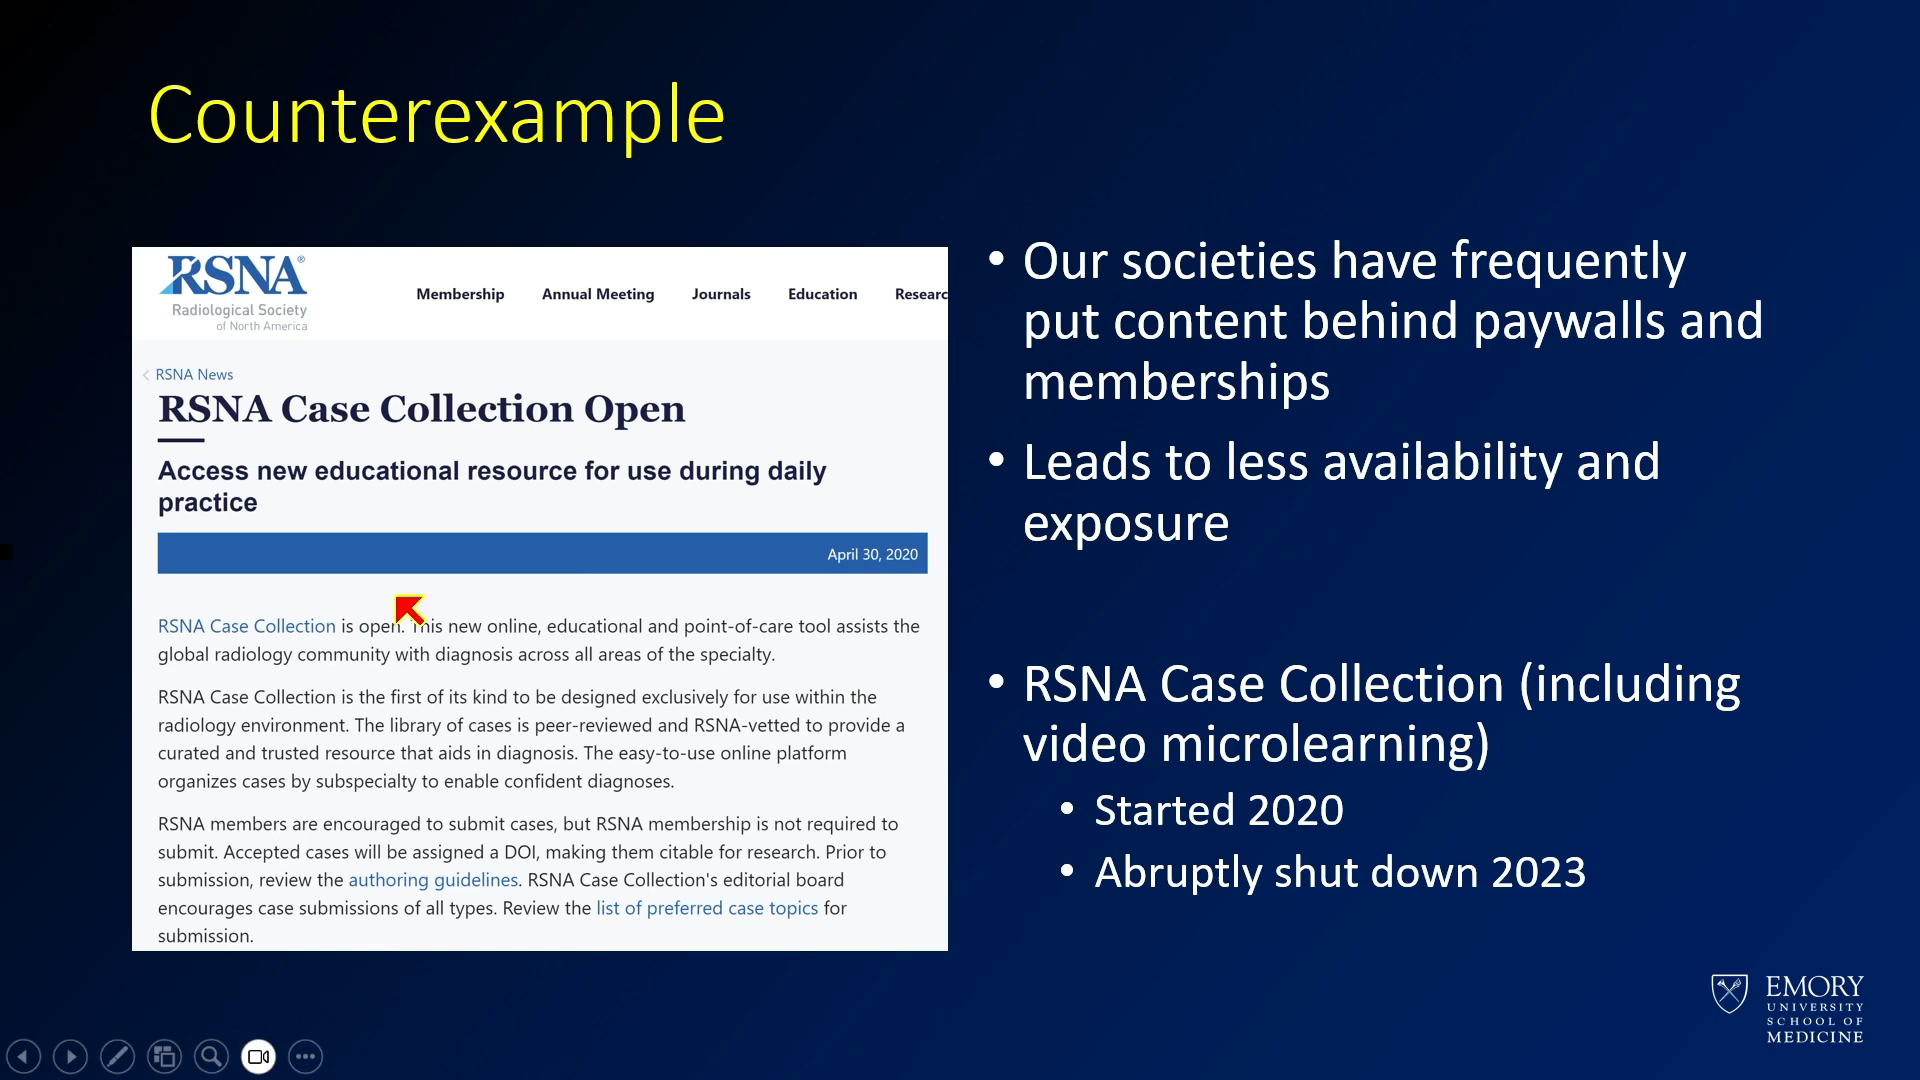 Counterexample
RSNA®
Radiological Society
of North America
Membership Annual Meeting Journals Education Researc
RSNA News
RSNA Case Collection Open
Access new educational resource for use during daily
practice
April 30, 2020
RSNA Case Collection is open. This new online, educational and point-of-care tool assists the
global radiology community with diagnosis across all areas of the specialty.
RSNA Case Collection is the first of its kind to be designed exclusively for use within the
radiology environment. The library of cases is peer-reviewed and RSNA-vetted to provide a
curated and trusted resource that aids in diagnosis. The easy-to-use online platform
organizes cases by subspecialty to enable confident diagnoses.
RSNA members are encouraged to submit cases, but RSNA membership is not required to
submit. Accepted cases will be assigned a DOI, making them citable for research. Prior to
submission, review the authoring guidelines. RSNA Case Collection's editorial board
encourages case submissions of all types. Review the list of preferred case topics for
submission.
• Our societies have frequently
put content behind paywalls and
memberships
• Leads to less availability and
exposure
• RSNA Case Collection (including
video microlearning)
• Started 2020
• Abruptly shut down 2023
EMORY
UNIVERSITY
SCHOOL OF
MEDICINE